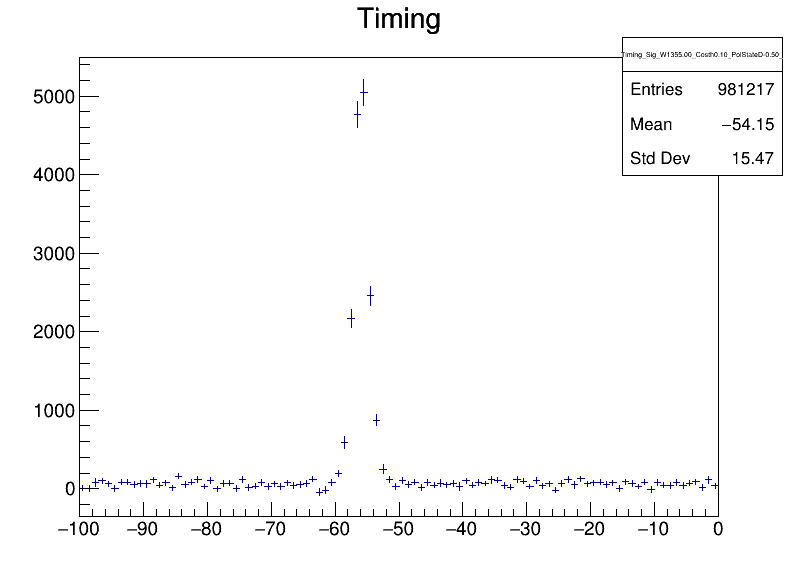 Timing
Timing_Sig_W1355.00_Costh0.10_PolStateD-0.50_
Entries 981217
Mean −54.15
Std Dev 15.47
5000
4000
3000
2000
1000
0
−100 −90 −80 −70 −60 −50 −40 −30 −20 −10 0